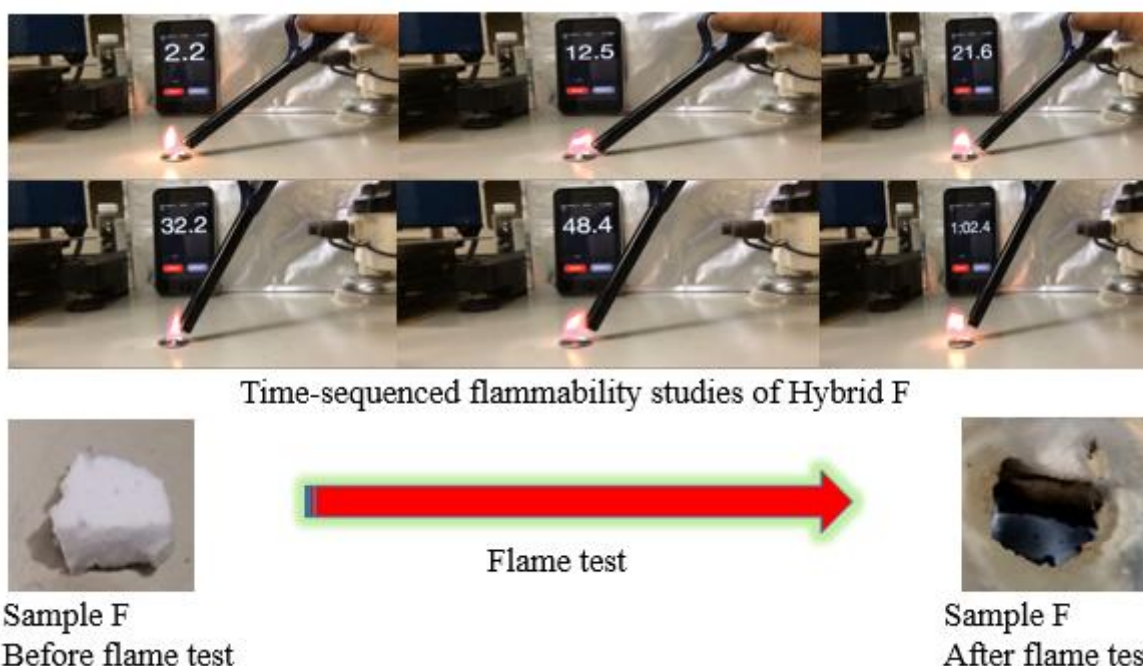 2.2
12.5
21.6
32.2
48.4
1:02.4
Time-sequenced flammability studies of Hybrid F
Flame test
Sample F
Before flame test
Sample F
After flame tes